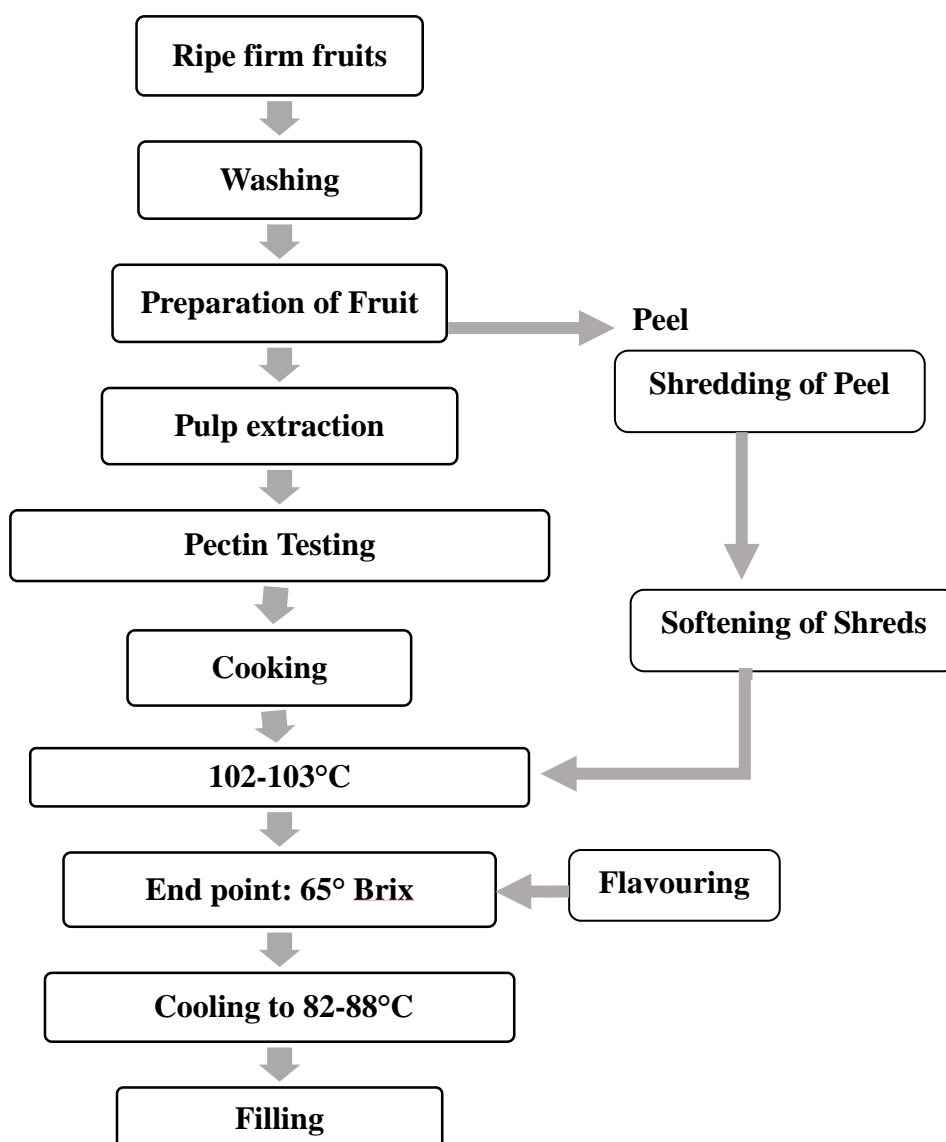 Ripe firm fruits
Washing
Preparation of Fruit
Peel
Shredding of Peel
Pulp extraction
Pectin Testing
Softening of Shreds
Cooking
102-103°C
End point: 65° Brix
Flavouring
Cooling to 82-88°C
Filling